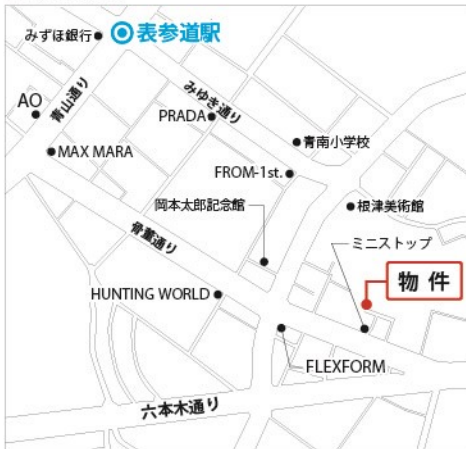 みずほ銀行
表参道駅
みゆき通り
AO
青山通り
PRADA
青南小学校
MAX MARA
FROM-1st.
岡本太郎記念館
根津美術館
骨董通り
ミニストップ
物件
HUNTING WORLD
FLEXFORM
六本木通り